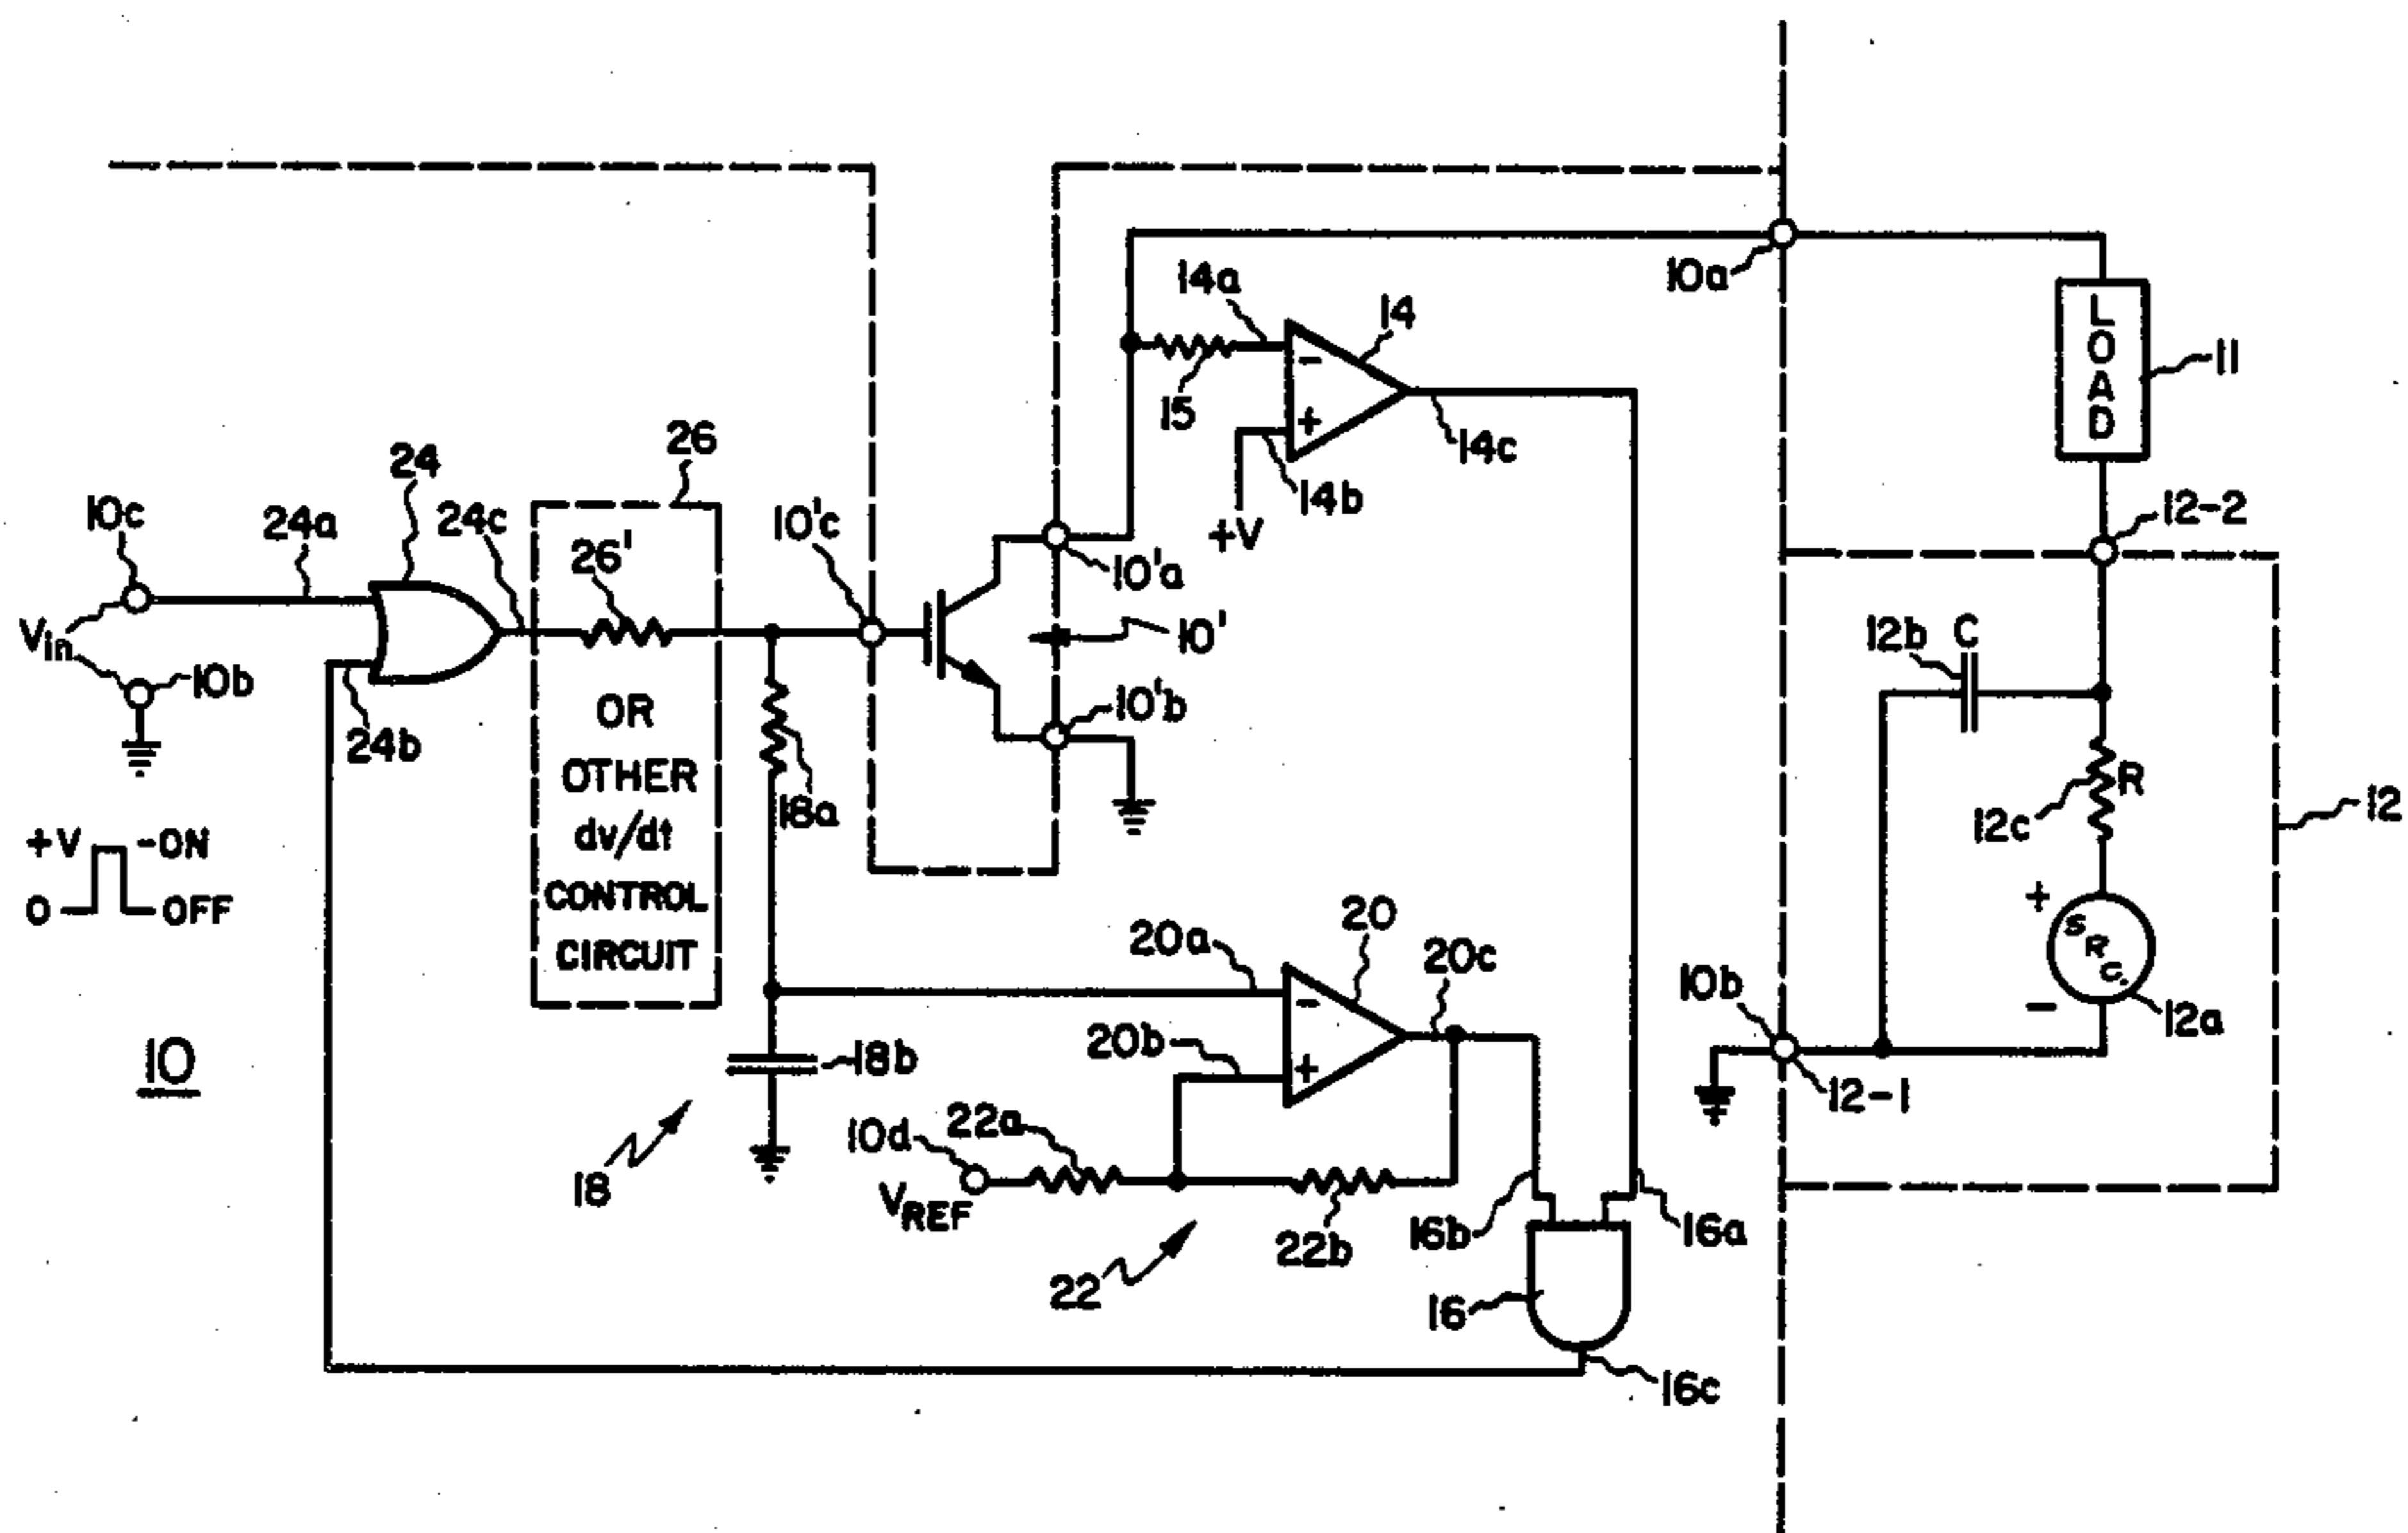 10a
14a
14
LOAD
11
15
+
-
14c
14b
+V
26
24
10c
24a
24c
26'
10'c
10'a
12-2
Vin
10b
24b
10'
10'b
12b C
OR
OTHER
dv/dt
CONTROL
CIRCUIT
18a
R
12c
12
+V -ON
0 OFF
20a
20
20c
+
SRC.
-
12a
10b
-
20b
+
18b
12-1
10
18
10d
22a
VREF
22b
22
16b
16a
16
16c